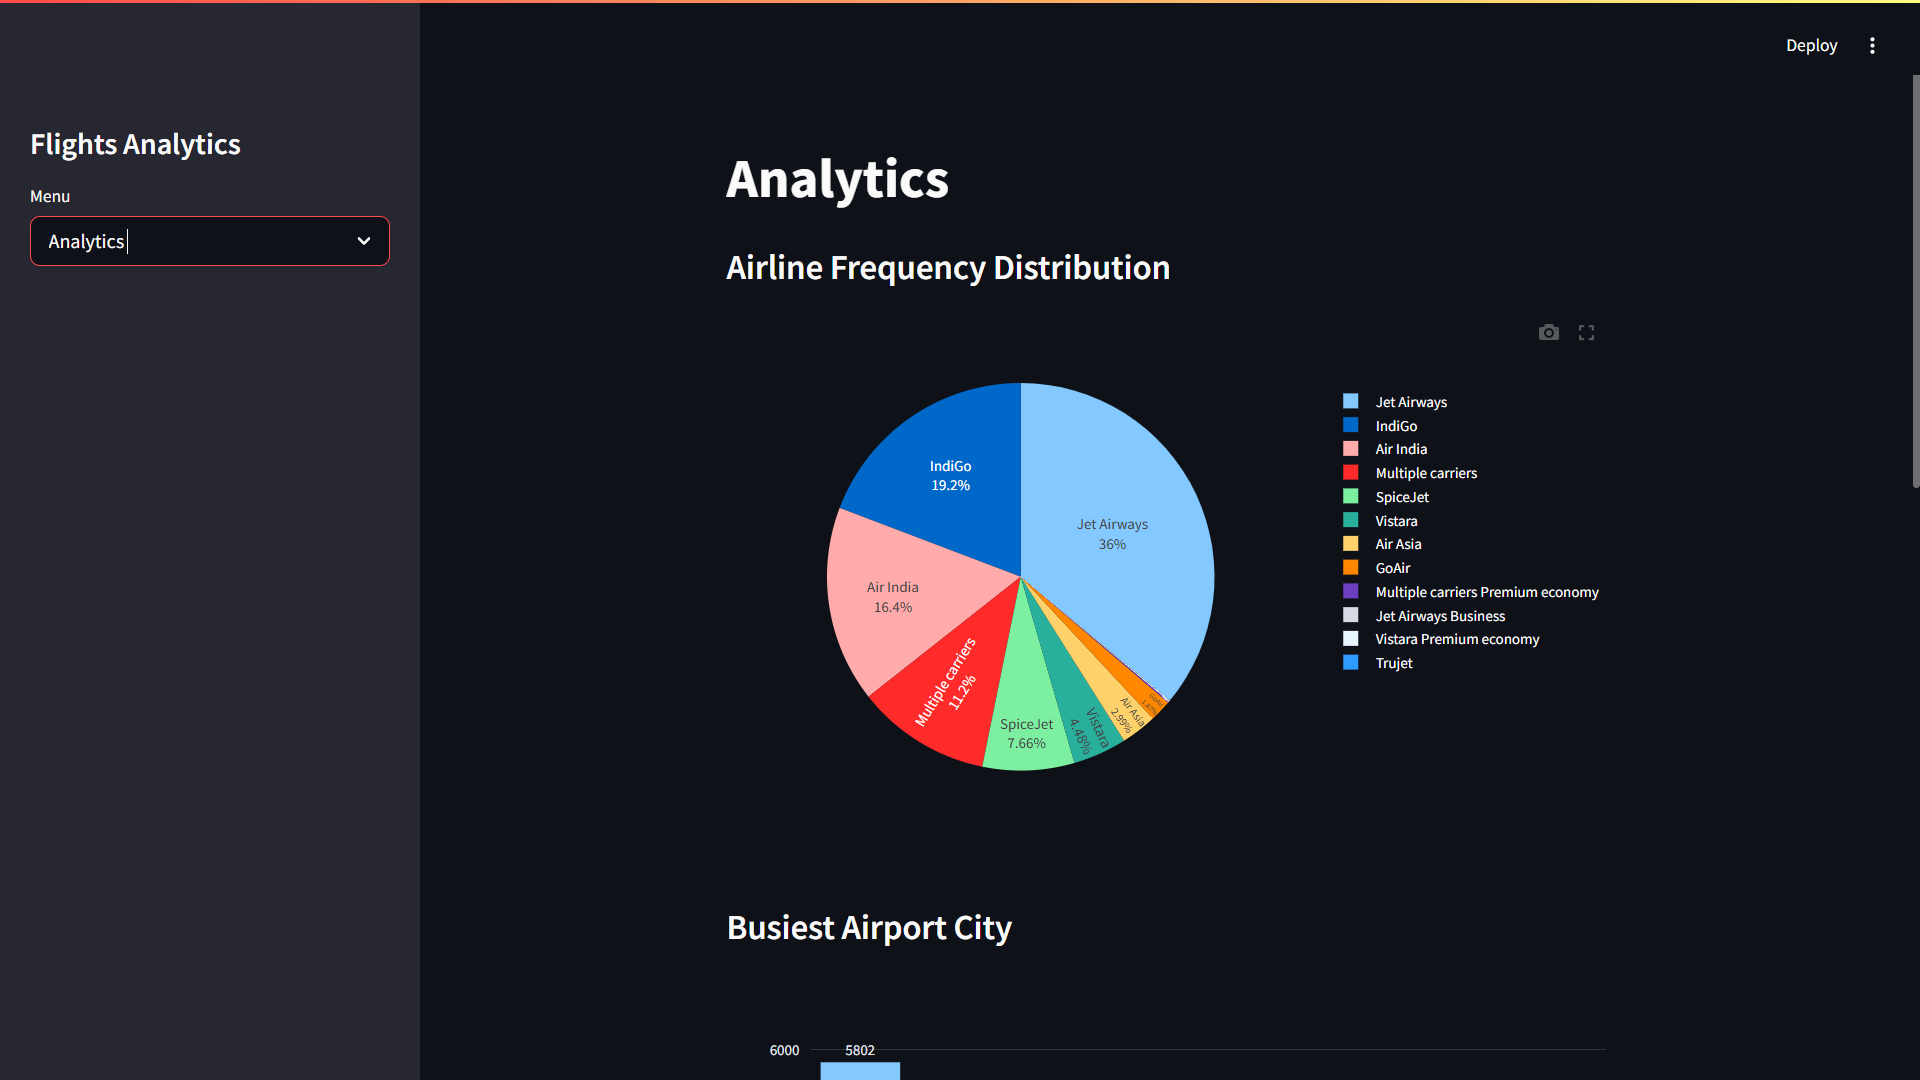 Deploy
Flights Analytics
Menu
Analytics
Analytics
Airline Frequency Distribution
IndiGo
19.2%
Jet Airways
36%
Air India
16.4%
Multiple carriers
11.2%
SpiceJet
7.66%
Vistara
4.48%
Air Asia
2.99%
GoAir
Jet Airways
IndiGo
Air India
Multiple carriers
SpiceJet
Vistara
Air Asia
GoAir
Multiple carriers Premium economy
Jet Airways Business
Vistara Premium economy
Trujet
Busiest Airport City
6000
5802